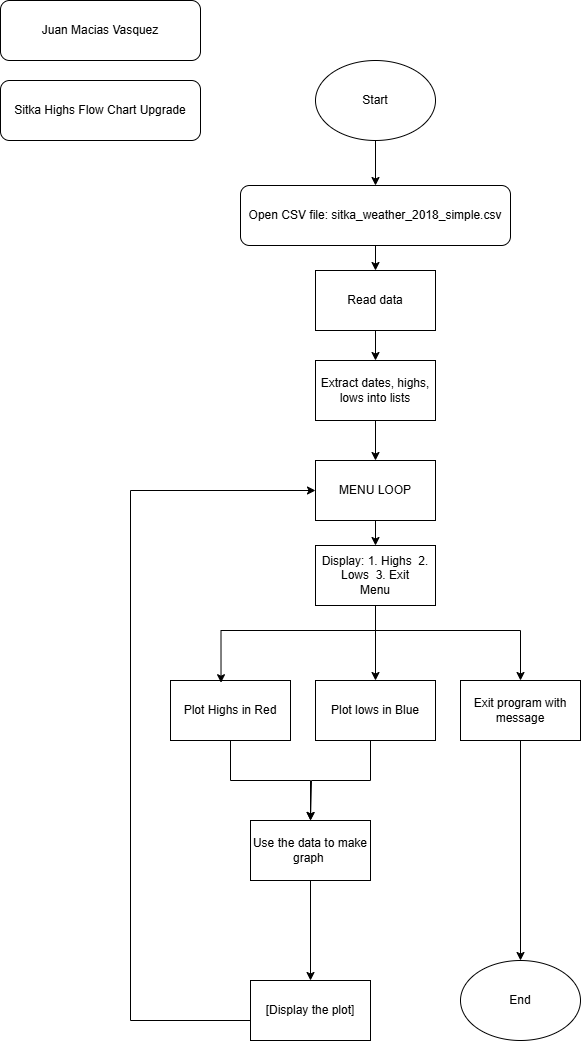 Juan Macias Vasquez
Sitka Highs Flow Chart Upgrade
Start
Open CSV file: sitka_weather_2018_simple.csv
Read data
Extract dates, highs,
lows into lists
MENU LOOP
Display: 1. Highs  2.
Lows  3. Exit
Menu
Plot Highs in Red
Plot lows in Blue
Exit program with
message
Use the data to make
graph
[Display the plot]
End